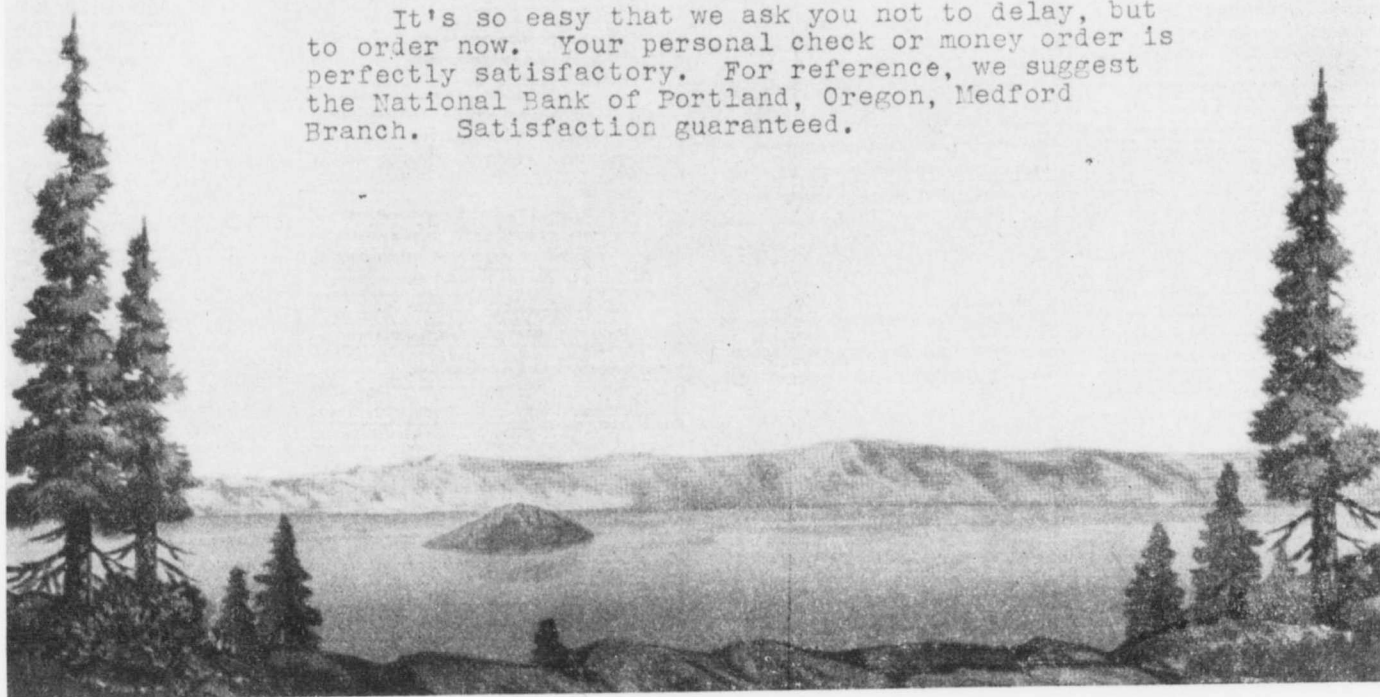 It's so easy that we ask you not to delay, but
to order now. Your personal check or money order is
perfectly satisfactory. For reference, we suggest
the National Bank of Portland, Oregon, Medford
Branch. Satisfaction guaranteed.